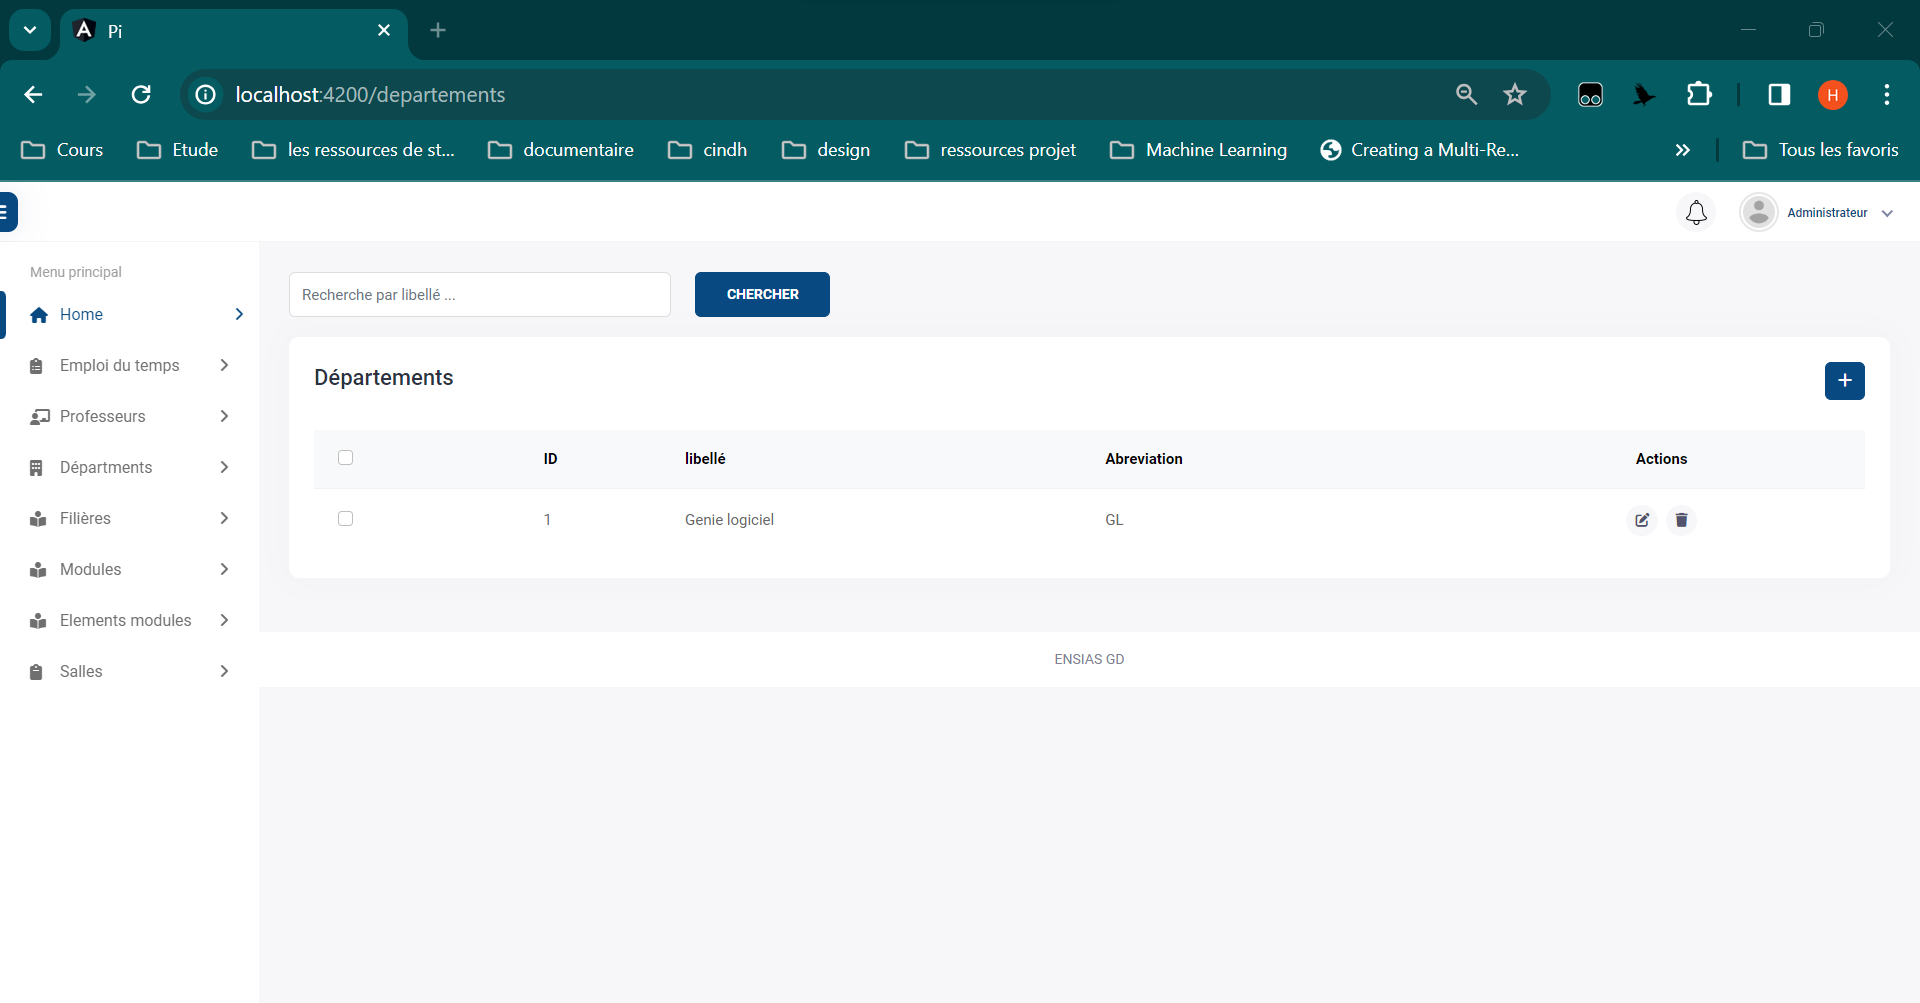 Pi
localhost:4200/departements
Cours Etude les ressources de st... documentaire cindh design ressources projet Machine Learning Creating a Multi-Re... Tous les favoris
Administrateur
Menu principal
Home
Emploi du temps
Professeurs
Départments
Filières
Modules
Elements modules
Salles
Recherche par libellé ... CHERCHER
Départements
ID libellé Abreviation Actions
1 Genie logiciel GL
ENSIAS GD
H